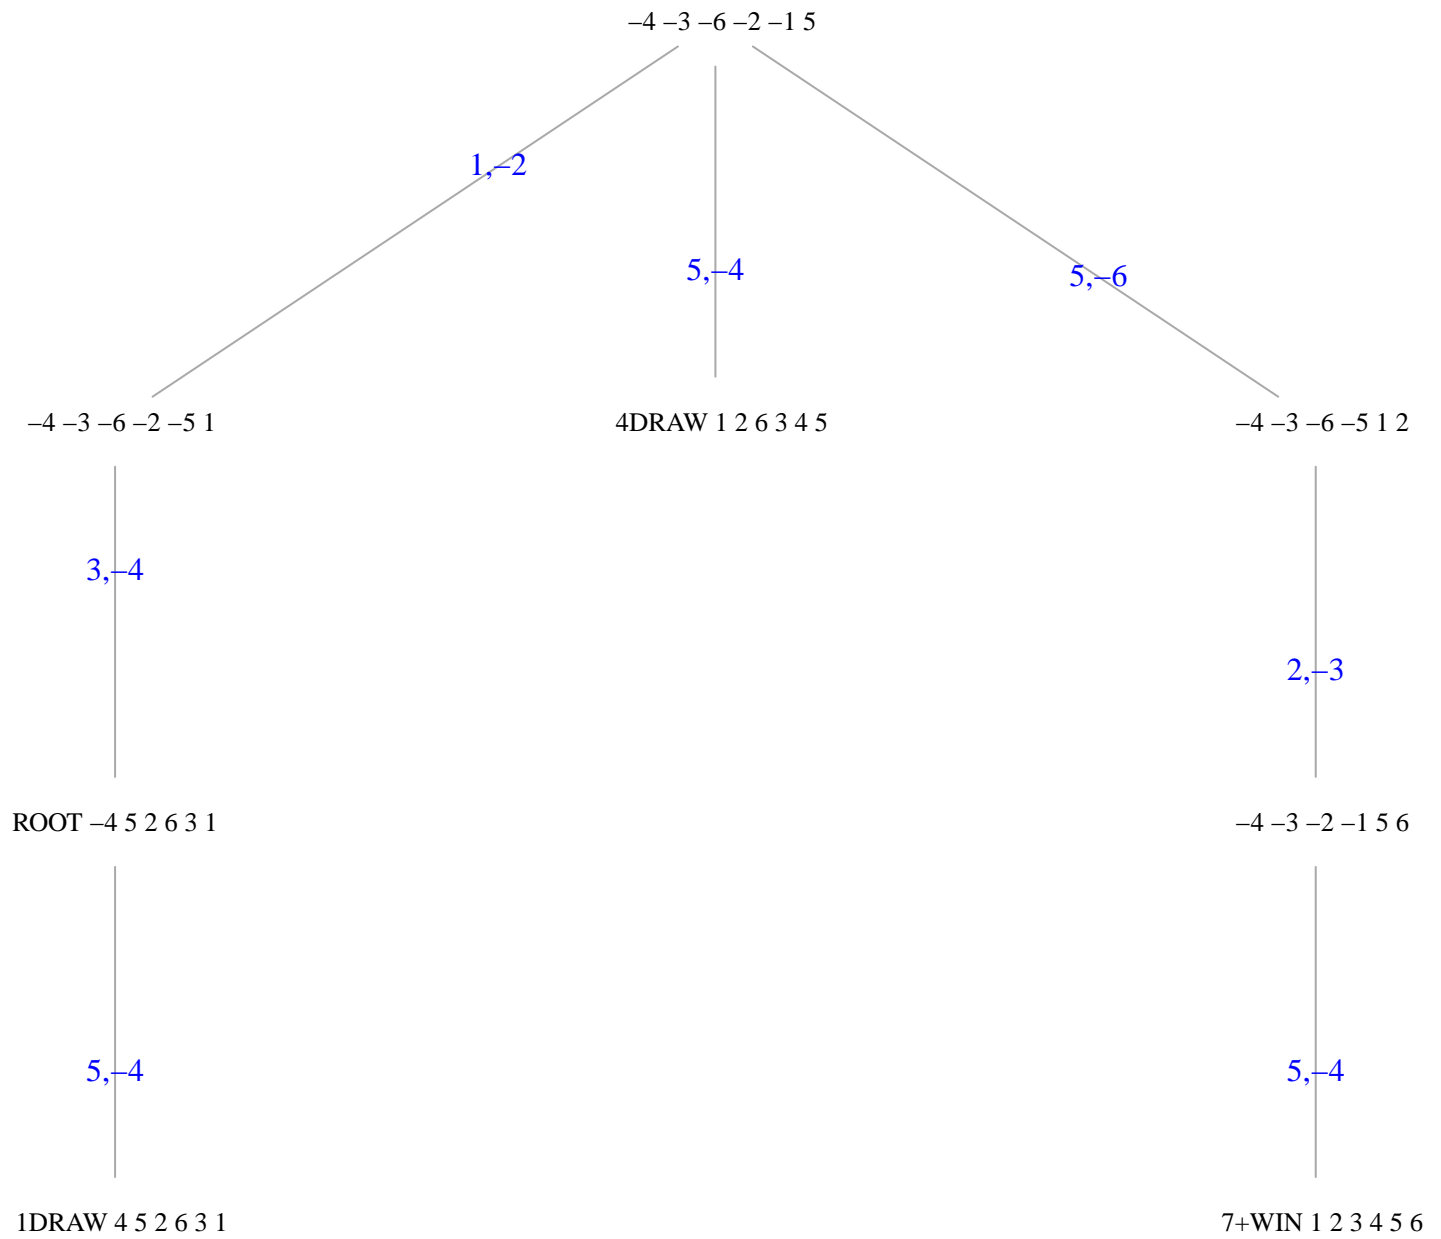 –4 –3 –6 –2 –1 5
1,–2
5,–4
5,–6
–4 –3 –6 –2 –5 1
4DRAW 1 2 6 3 4 5
–4 –3 –6 –5 1 2
3,–4
2,–3
ROOT –4 5 2 6 3 1
–4 –3 –2 –1 5 6
5,–4
5,–4
1DRAW 4 5 2 6 3 1
7+WIN 1 2 3 4 5 6